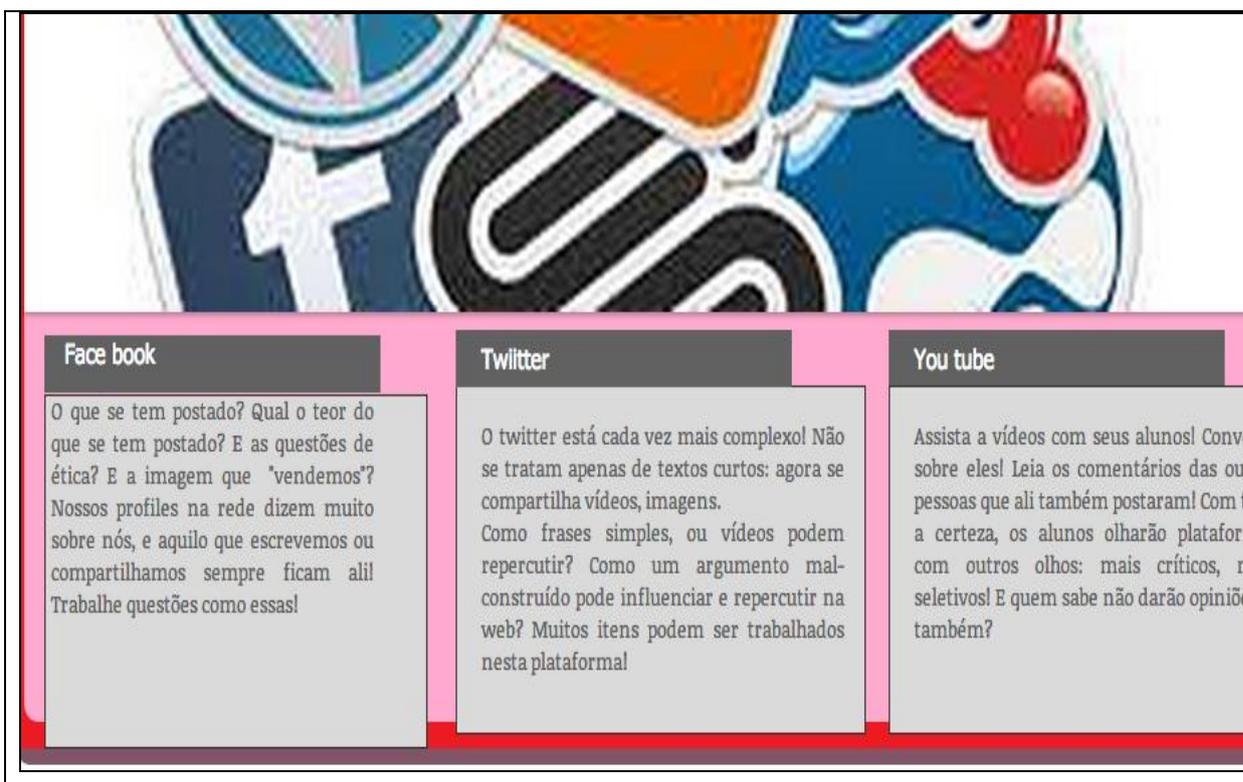 Face book
O que se tem postado? Qual o teor do
que se tem postado? E as questões de
ética? E a imagem que "vendemos"?
Nossos profiles na rede dizem muito
sobre nós, e aquilo que escrevemos ou
compartilhamos sempre ficam ali!
Trabalhe questões como essas!
Twiitter
O twitter está cada vez mais complexo! Não
se tratam apenas de textos curtos: agora se
compartilha vídeos, imagens.
Como frases simples, ou vídeos podem
repercutir? Como um argumento mal-
construído pode influenciar e repercutir na
web? Muitos itens podem ser trabalhados
nesta plataforma!
You tube
Assista a vídeos com seus alunos!
sobre eles! Leia os comentários das
pessoas que ali também postaram! Com
a certeza, os alunos olharão
com outros olhos: mais críticos,
seletivos! E quem sabe não darão
também?